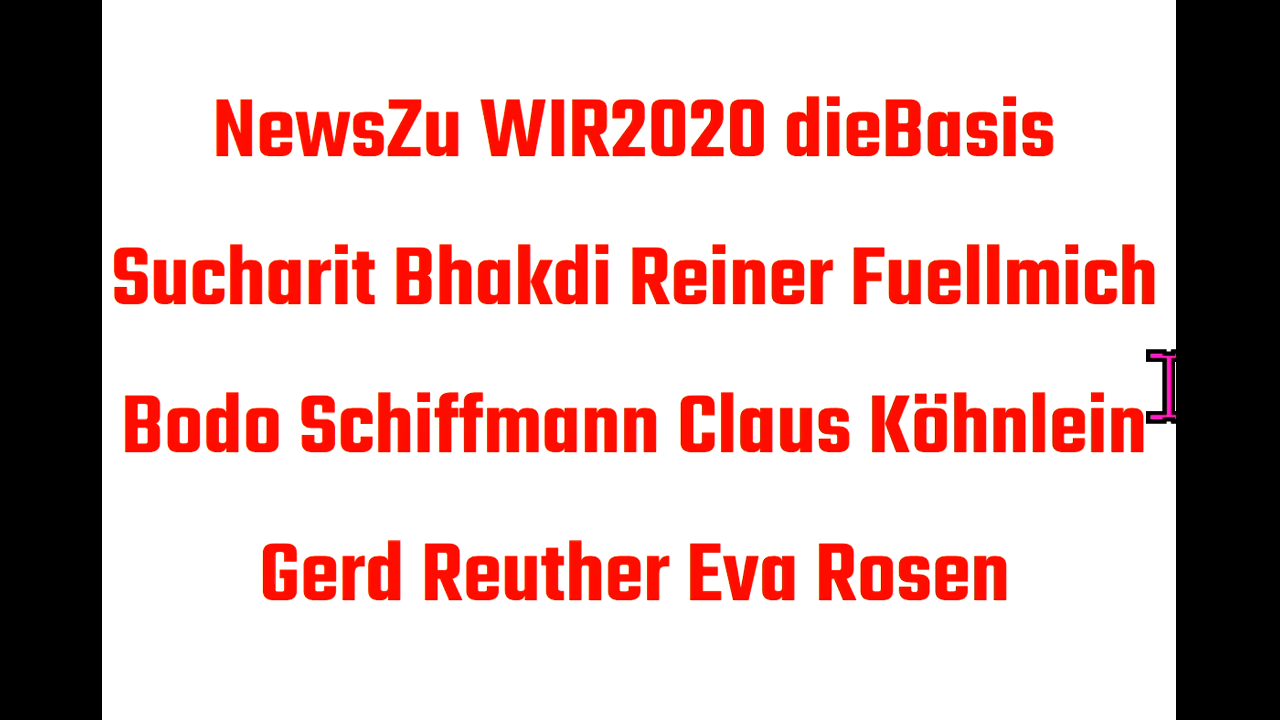 NewsZu WIR2020 dieBasis
Sucharit Bhakdi Reiner Fuellmich
Bodo Schiffmann Claus Köhnlein
Gerd Reuther Eva Rosen